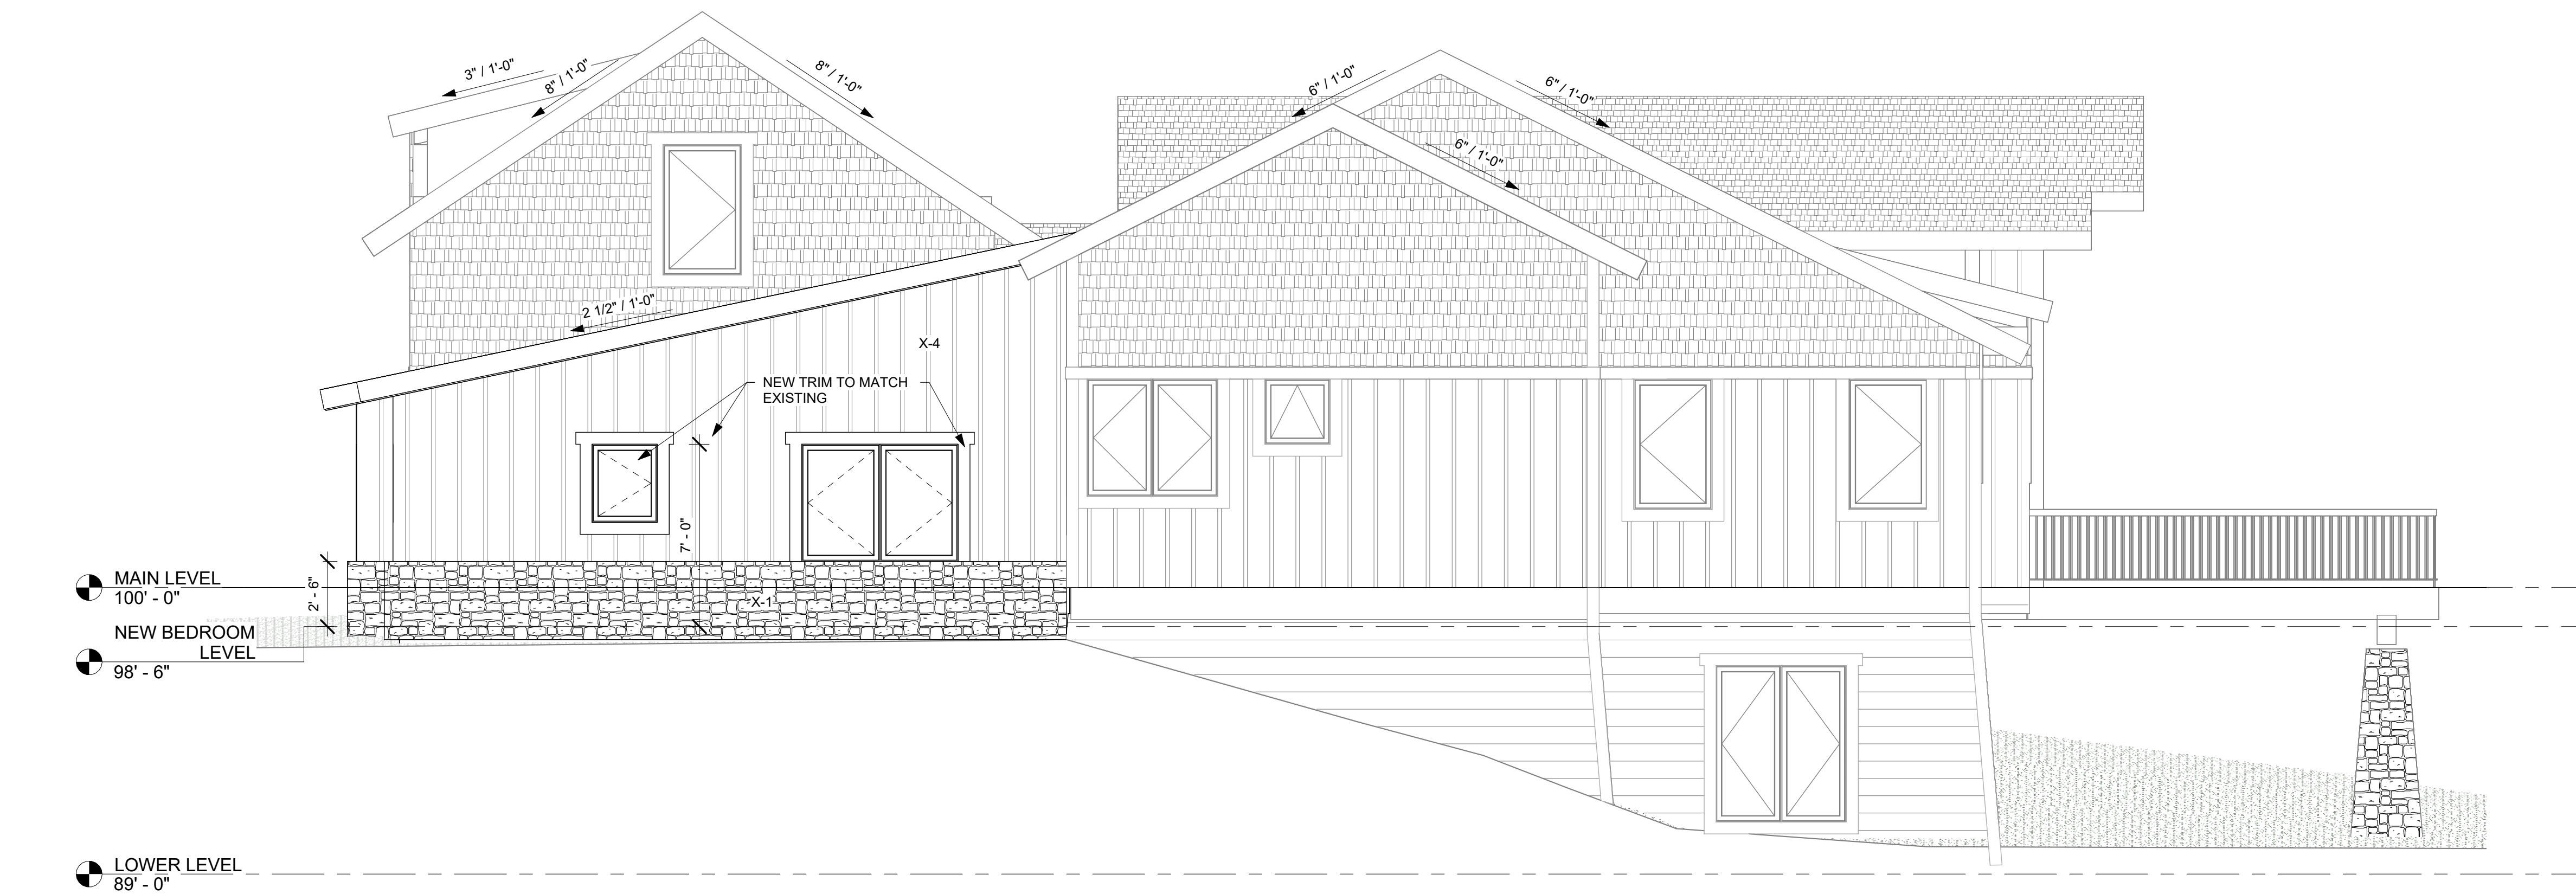 3" / 1'-0"
8" / 1'-0"
8" / 1'-0"
6" / 1'-0"
6" / 1'-0"
6" / 1'-0"
2 1/2" / 1'-0"
X-4
NEW TRIM TO MATCH
EXISTING
7' - 0"
2' - 6"
X-1
MAIN LEVEL
100' - 0"
NEW BEDROOM
LEVEL
98' - 6"
LOWER LEVEL
89' - 0"